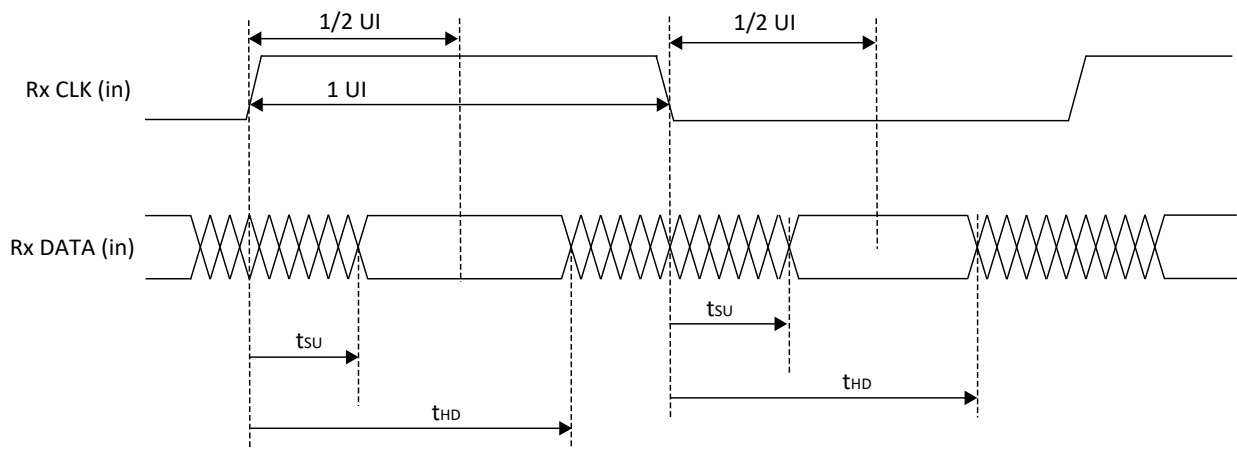 1/2 UI
1/2 UI
Rx CLK (in)
1 UI
Rx DATA (in)
tSU
tSU
tHD
tHD